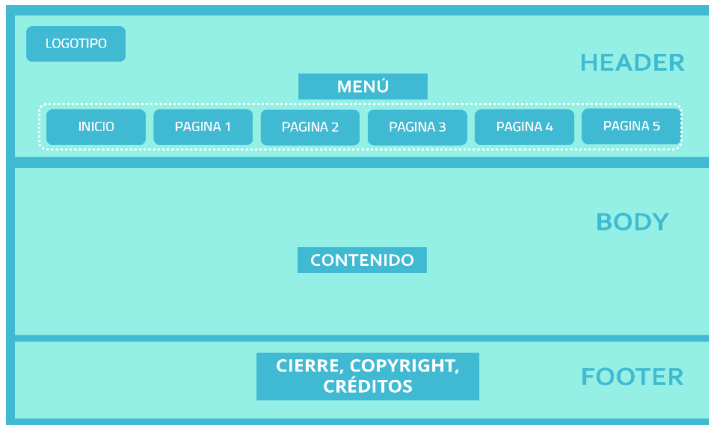 LOGOTIPO
HEADER
MENÚ
INICIO PAGINA 1 PAGINA 2 PAGINA 3 PAGINA 4 PAGINA 5
BODY
CONTENIDO
CIERRE, COPYRIGHT,
CRÉDITOS
FOOTER